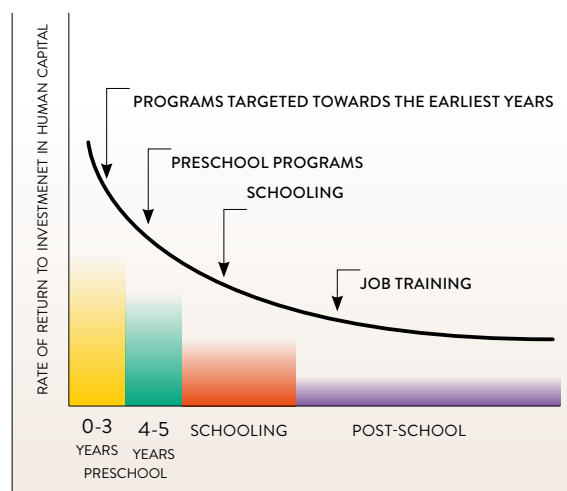 RATE OF RETURN TO INVESTMENET IN HUMAN CAPITAL
PROGRAMS TARGETED TOWARDS THE EARLIEST YEARS
PRESCHOOL PROGRAMS
SCHOOLING
JOB TRAINING
0-3
YEARS
4-5
YEARS
PRESCHOOL
SCHOOLING
POST-SCHOOL